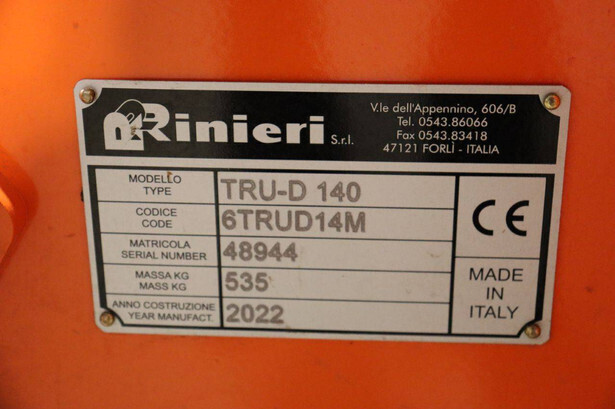 Rinieri S.r.l.
V.le dell'Appennino, 606/B
Tel. 0543.86066
Fax 0543.83418
47121 FORLÌ - ITALIA
MODELLO
TYPE
TRU-D 140
CODICE
CODE
6TRUD14M
MATRICOLA
SERIAL NUMBER
48944
MASSA KG
MASS KG
535
ANNO COSTRUZIONE
YEAR MANUFACT.
2022
CE
MADE
IN
ITALY